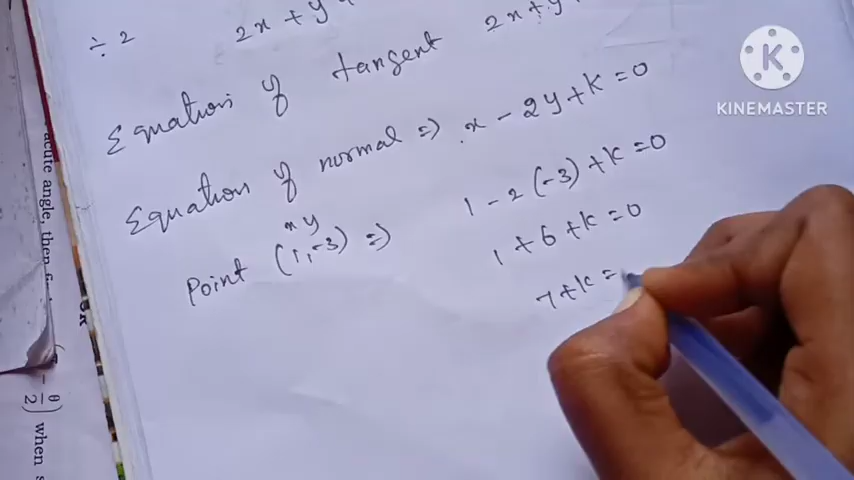 ÷ 2 2x + y 2x + y
Equation of tangent
Equation of normal ⇒ x - 2y + k = 0
x y
Point (1, -3) ⇒ 1 - 2(-3) + k = 0
1 + 6 + k = 0
7 + k =
K
KINEMASTER
acute angle, then
- θ/2) when